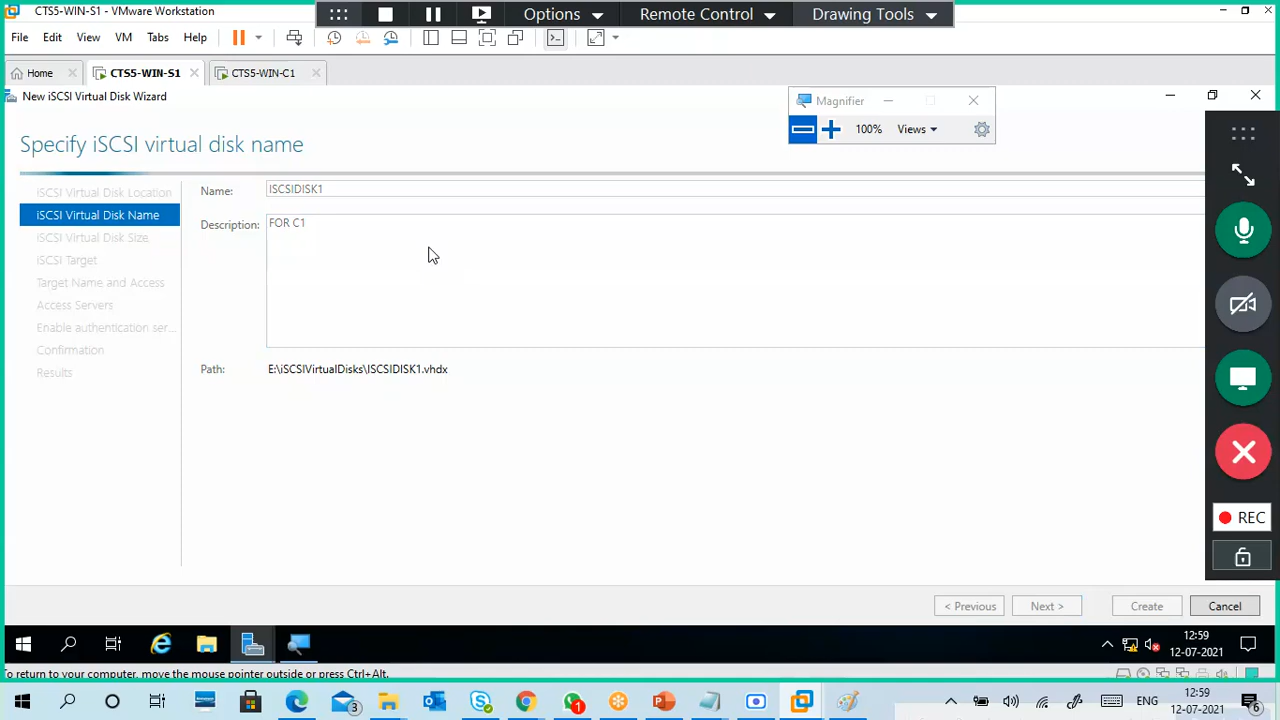 CTS5-WIN-S1 - VMware Workstation
Options
Remote Control
Drawing Tools
File Edit View VM Tabs Help
Home
CTS5-WIN-S1
CTS5-WIN-C1
New iSCSI Virtual Disk Wizard
Magnifier
100% Views
Specify iSCSI virtual disk name
iSCSI Virtual Disk Location
iSCSI Virtual Disk Name
iSCSI Virtual Disk Size
iSCSI Target
Target Name and Access
Access Servers
Enable authentication ser...
Confirmation
Results
Name: ISCSIDISK1
Description: FOR C1
Path: E:\iSCSIVirtualDisks\ISCSIDISK1.vhdx
REC
< Previous Next > Create Cancel
12:59
12-07-2021
To return to your computer, move the mouse pointer outside or press Ctrl+Alt.
3
1
ENG
12:59
12-07-2021
6